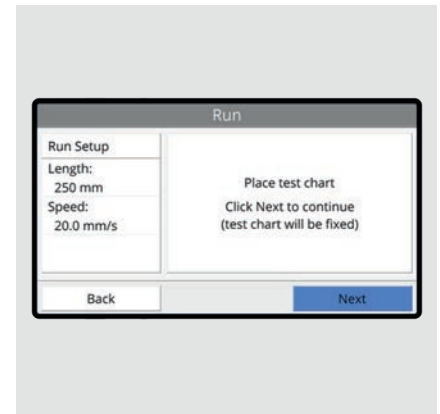 Run
Run Setup
Length:
250 mm
Speed:
20.0 mm/s
Place test chart
Click Next to continue
(test chart will be fixed)
Back
Next